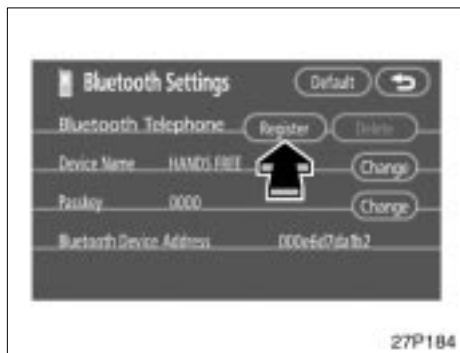 Bluetooth Settings Default
Bluetooth Telephone Register Delete
Device Name HANDS FREE Change
Passkey 0000 Change
Bluetooth Device Address 000e6d7da1b2
27P184